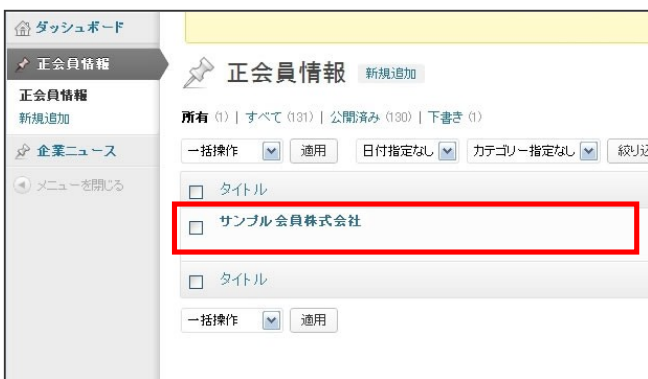 ダッシュボード
正会員情報
正会員情報
新規追加
企業ニュース
メニューを閉じる
正会員情報 新規追加
所有 (1) | すべて (131) | 公開済み (130) | 下書き (1)
一括操作 適用 日付指定なし カテゴリー指定なし 絞り込
タイトル
サンプル会員株式会社
タイトル
一括操作 適用